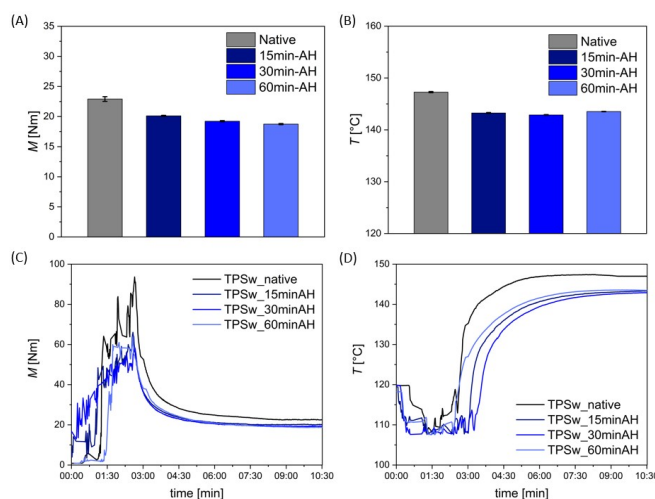 (A)
35
30
25
20
15
10
5
0
M [Nm]
Native
15min-AH
30min-AH
60min-AH
(B)
160
150
140
130
120
T [°C]
Native
15min-AH
30min-AH
60min-AH
(C)
100
80
60
40
20
0
M [Nm]
TPSw_native
TPSw_15minAH
TPSw_30minAH
TPSw_60minAH
00:00 01:30 03:00 04:30 06:00 07:30 09:00 10:30
time [min]
(D)
150
140
130
120
110
100
T [°C]
TPSw_native
TPSw_15minAH
TPSw_30minAH
TPSw_60minAH
00:00 01:30 03:00 04:30 06:00 07:30 09:00 10:30
time [min]